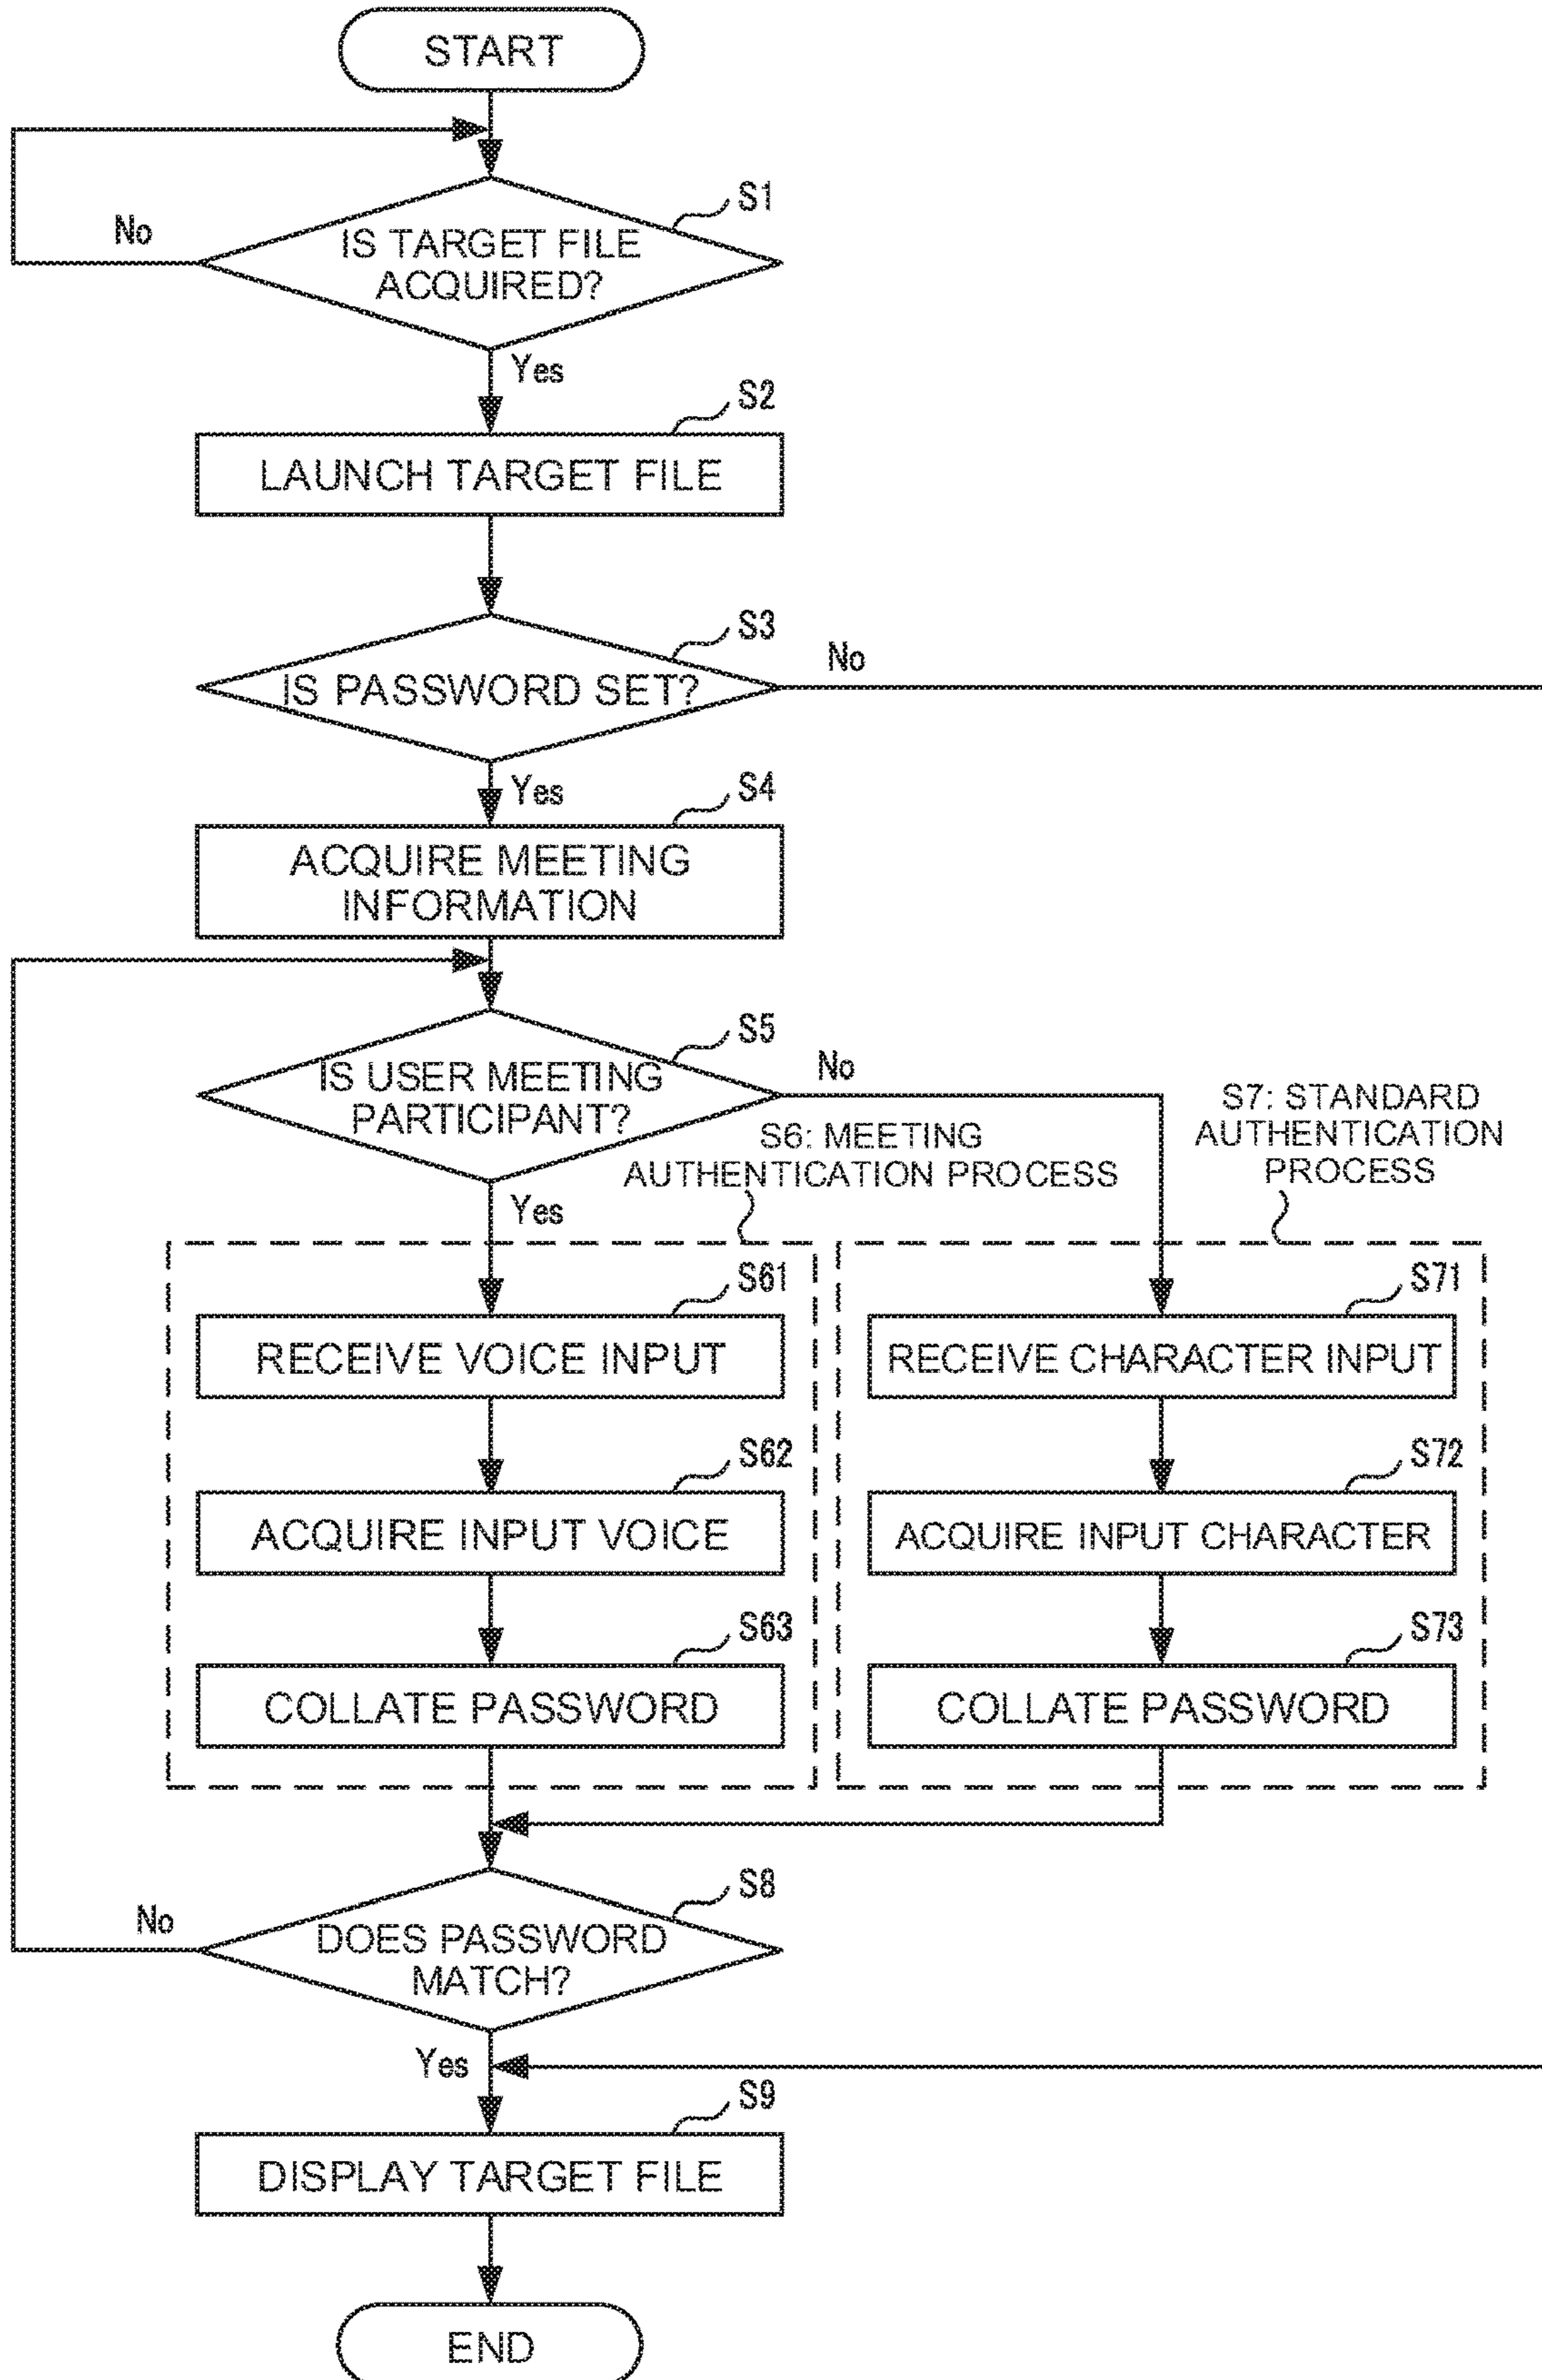 START
S1
No
IS TARGET FILE
ACQUIRED?
Yes
S2
LAUNCH TARGET FILE
S3
No
IS PASSWORD SET?
Yes
S4
ACQUIRE MEETING
INFORMATION
S5
No
IS USER MEETING
PARTICIPANT?
S6: MEETING
AUTHENTICATION PROCESS
S7: STANDARD
AUTHENTICATION
PROCESS
Yes
S61
RECEIVE VOICE INPUT
S62
ACQUIRE INPUT VOICE
S63
COLLATE PASSWORD
S71
RECEIVE CHARACTER INPUT
S72
ACQUIRE INPUT CHARACTER
S73
COLLATE PASSWORD
S8
No
DOES PASSWORD
MATCH?
Yes
S9
DISPLAY TARGET FILE
END